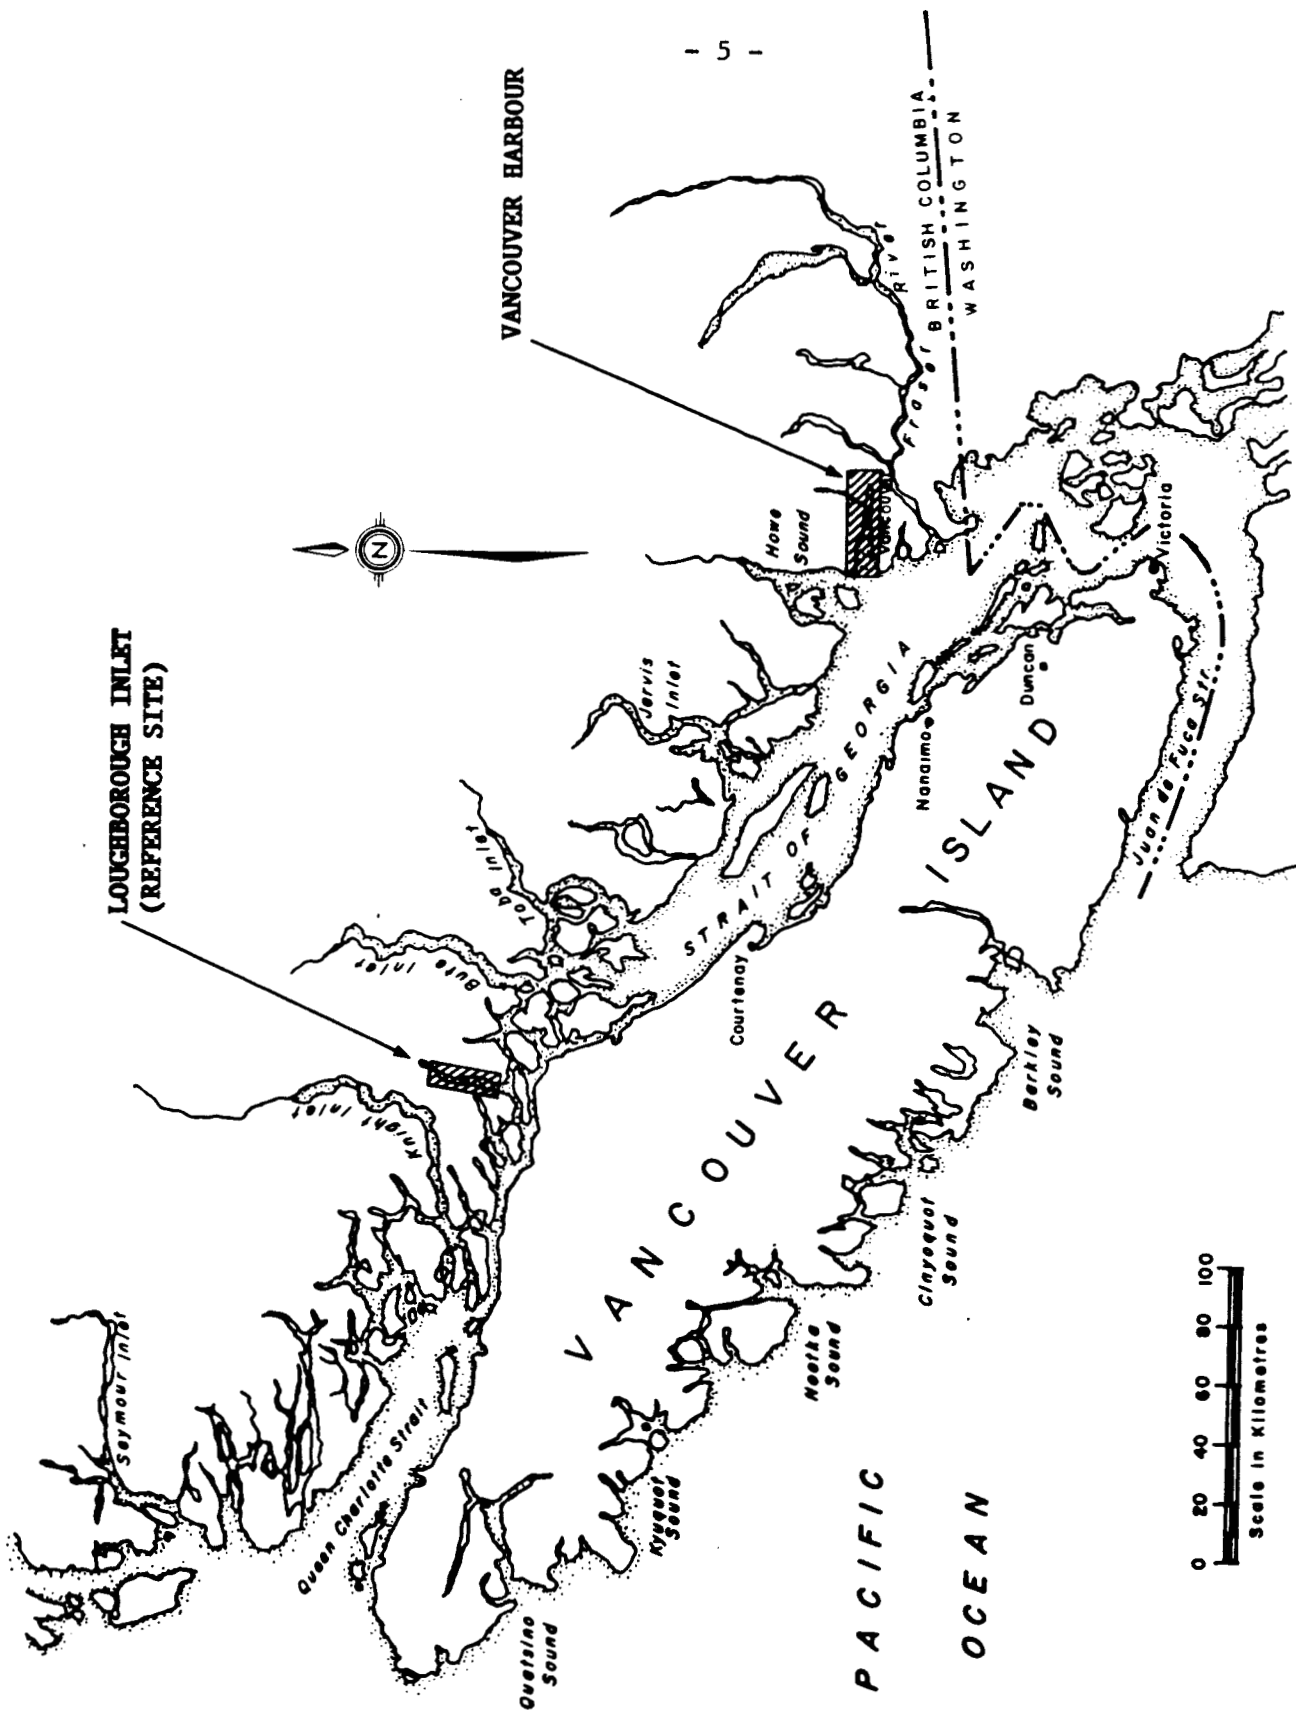 - 5 -
LOUGHBOROUGH INLET
(REFERENCE SITE)
VANCOUVER HARBOUR
N
Seymour Inlet
Knight Inlet
Bute
Inlet
Toba Inlet
Jervis
Inlet
Howe
Sound
Vancouver
Fraser River
BRITISH COLUMBIA
WASHINGTON
Queen Charlotte Strait
STRAIT OF GEORGIA
Courtenay
Nanaimo
Duncan
Victoria
Juan de Fuca Str.
VANCOUVER ISLAND
Quatsino
Sound
Kyuquot
Sound
Nootka
Sound
Clayoquot
Sound
Barkley
Sound
PACIFIC
OCEAN
0 20 40 60 80 100
Scale in Kilometres